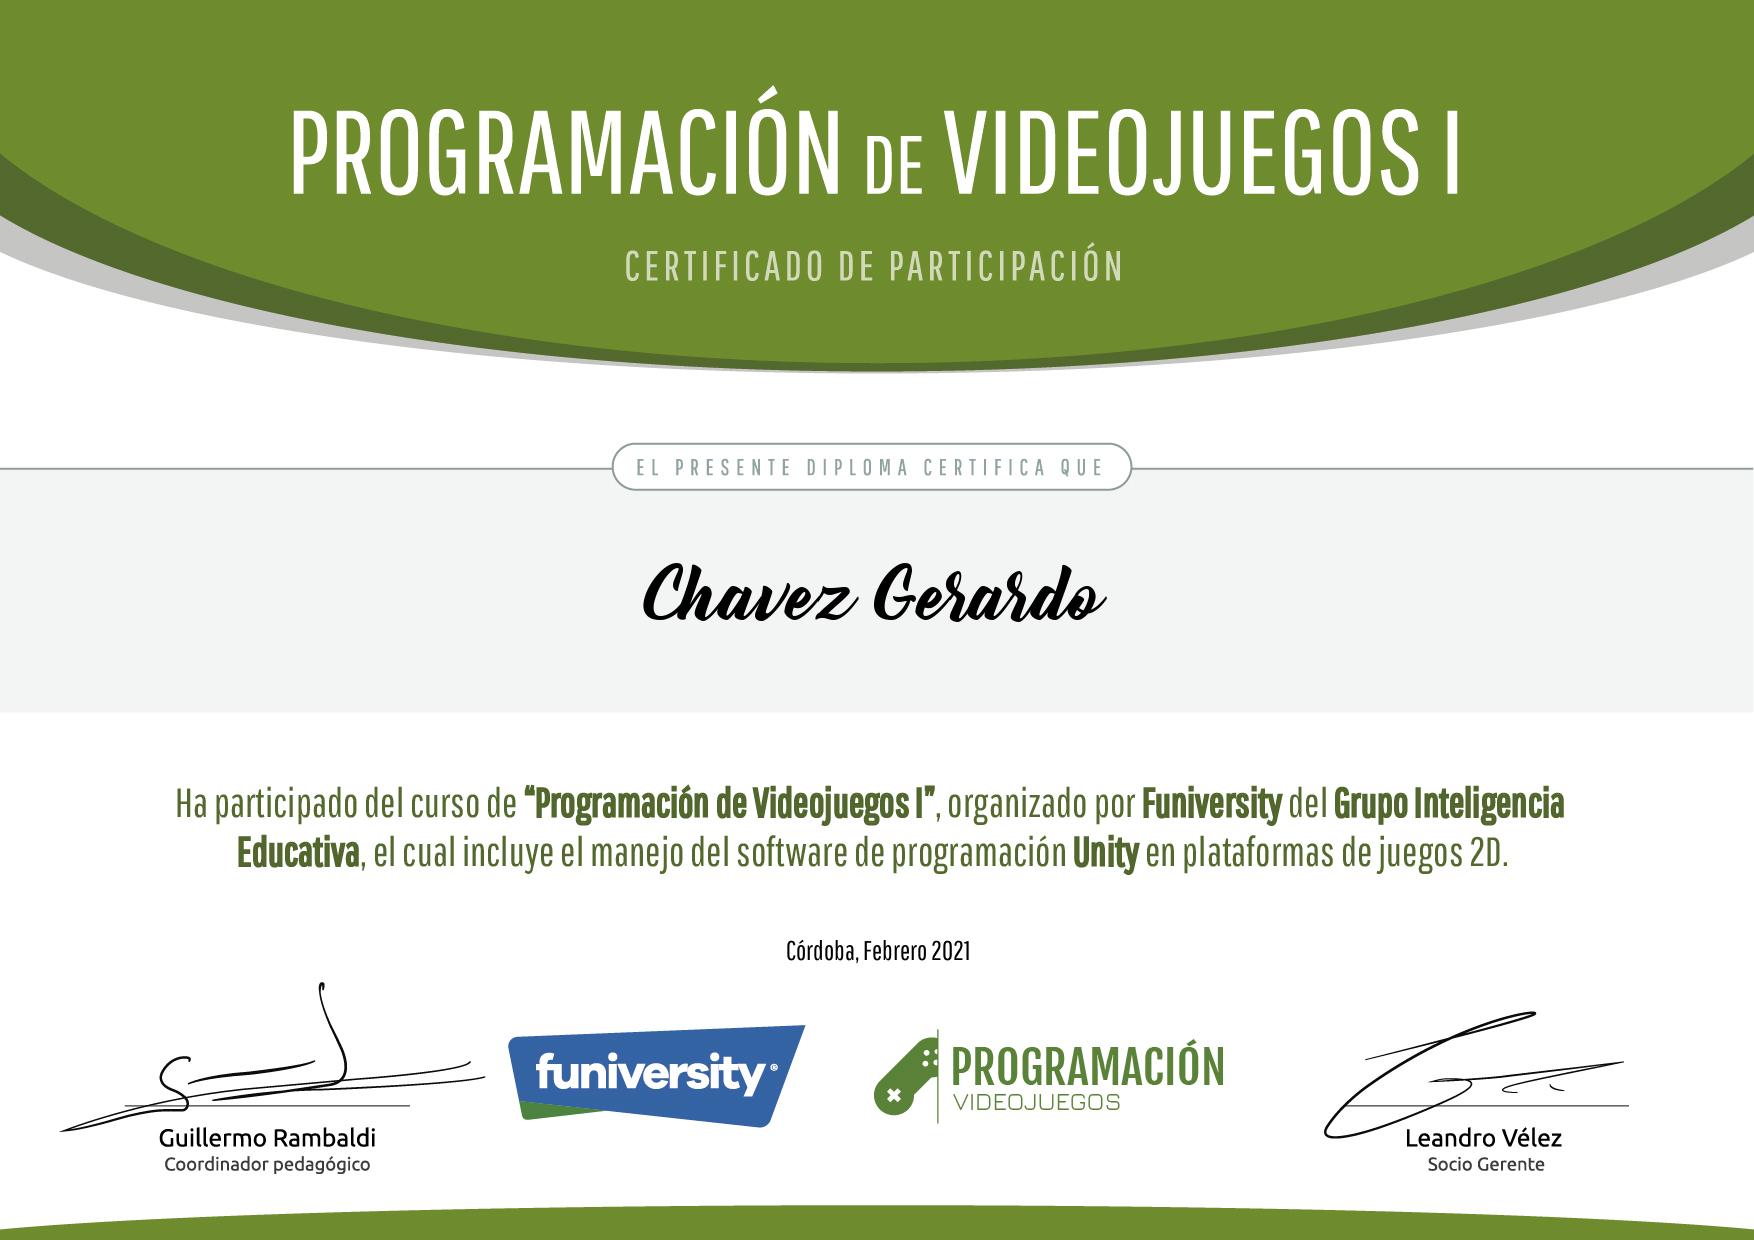 PROGRAMACIÓN DE VIDEOJUEGOS I
CERTIFICADO DE PARTICIPACIÓN
EL PRESENTE DIPLOMA CERTIFICA QUE
Chavez Gerardo
Ha participado del curso de “Programación de Videojuegos I”, organizado por Funiversity del Grupo Inteligencia
Educativa, el cual incluye el manejo del software de programación Unity en plataformas de juegos 2D.
Córdoba, Febrero 2021
funiversity®
PROGRAMACIÓN
VIDEOJUEGOS
Guillermo Rambaldi
Coordinador pedagógico
Leandro Vélez
Socio Gerente